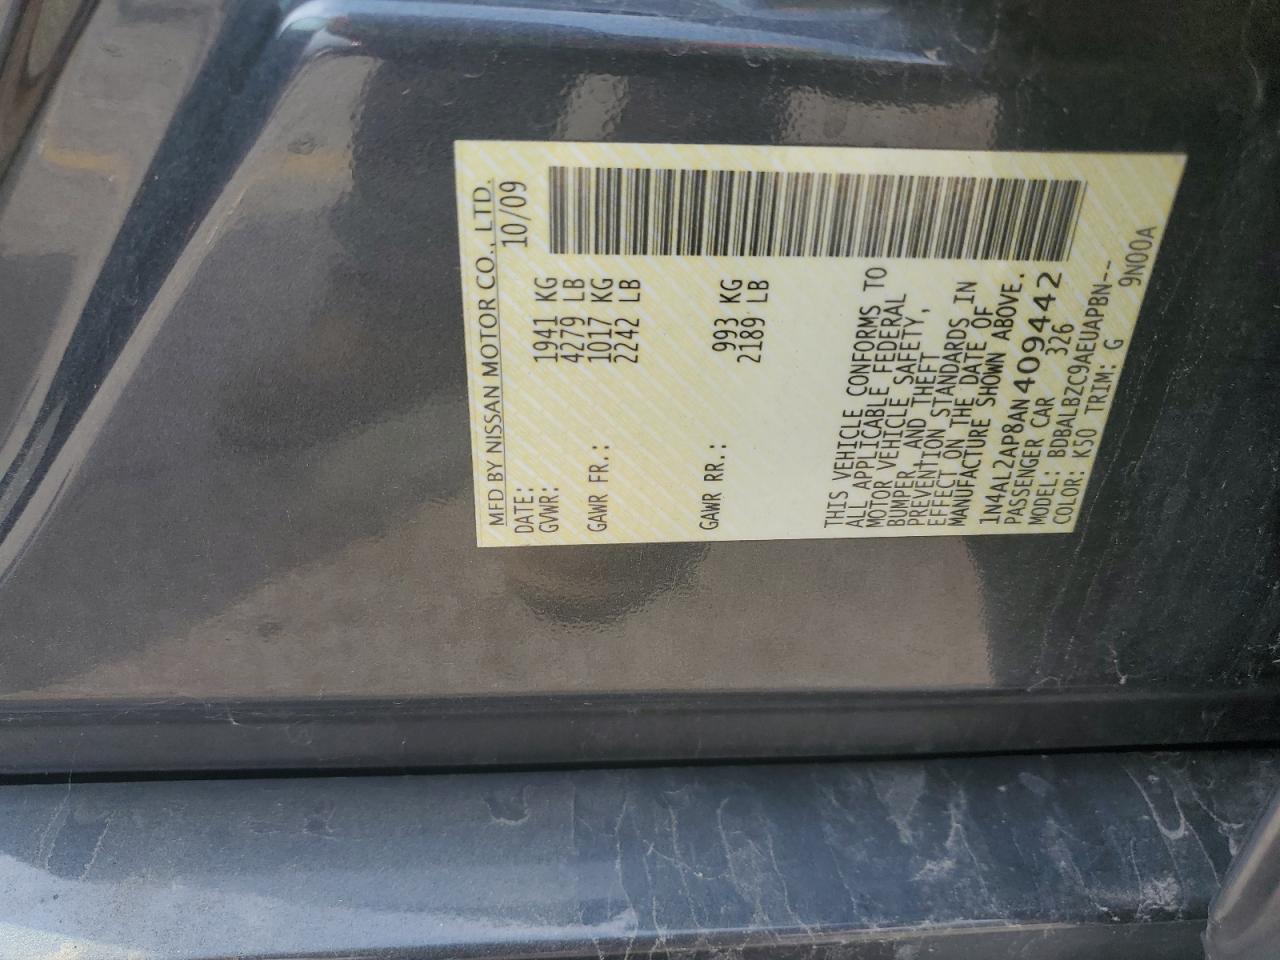 MFD BY NISSAN MOTOR CO., LTD.
DATE: 10/09
GVWR: 1941 KG
4279 LB
GAWR FR.: 1017 KG
2242 LB
GAWR RR.: 993 KG
2189 LB
THIS VEHICLE CONFORMS TO
ALL APPLICABLE FEDERAL
MOTOR VEHICLE SAFETY,
BUMPER, AND THEFT
PREVENTION STANDARDS IN
EFFECT ON THE DATE OF
MANUFACTURE SHOWN ABOVE.
1N4AL2AP8AN409442
PASSENGER CAR 326
MODEL: BDBALBZC9AEUAPBN--
COLOR: K50 TRIM: G 9N00A